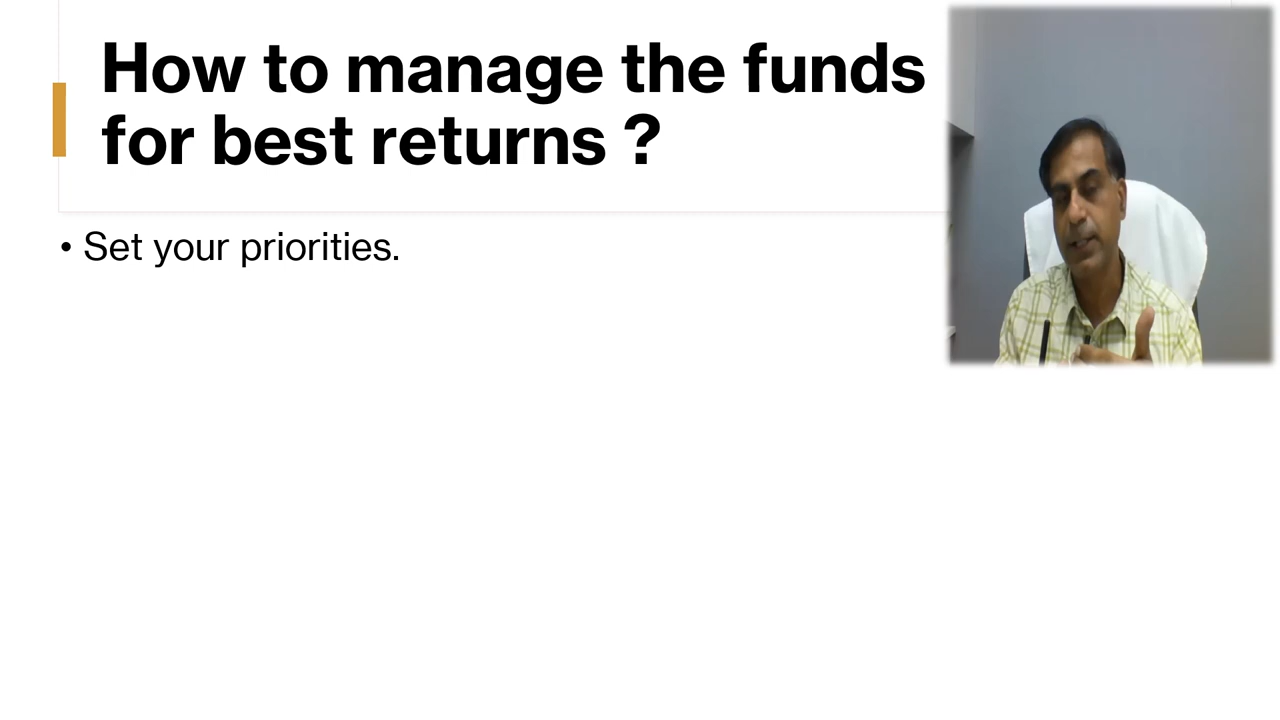 How to manage the funds
for best returns ?
• Set your priorities.